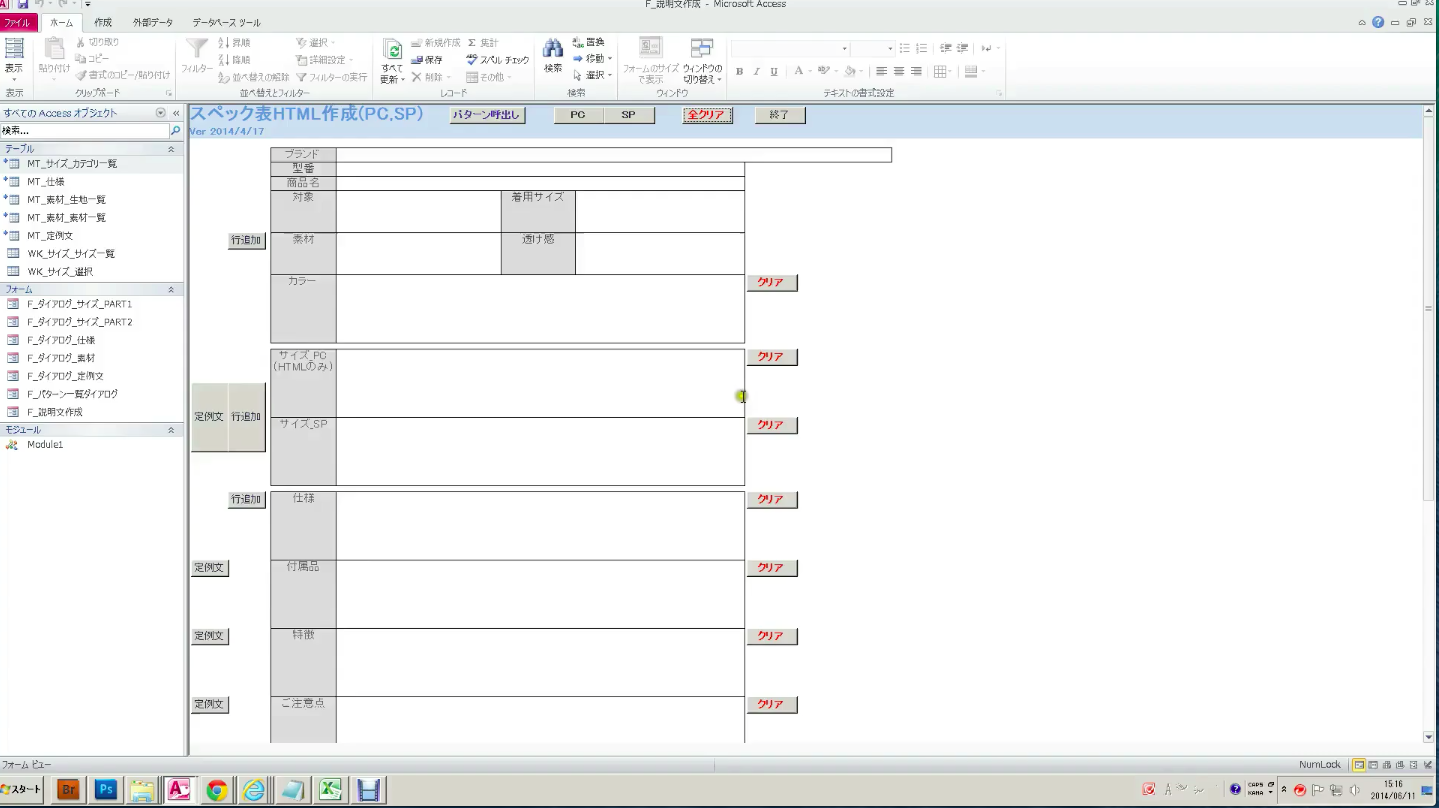 F_説明文作成 - Microsoft Access
ファイル ホーム 作成 外部データ データベース ツール
表示
貼り付け
切り取り
コピー
書式のコピー/貼り付け
フィルター
昇順
降順
並べ替えの解除
選択
詳細設定
フィルターの実行
すべて
更新
新規作成
保存
削除
集計
スペル チェック
その他
検索
置換
移動
選択
フォームのサイズ
で表示
ウィンドウの
切り替え
B I U A
表示 クリップボード 並べ替えとフィルター レコード 検索 ウィンドウ テキストの書式設定
すべての Access オブジェクト
検索...
テーブル
MT_サイズ_カテゴリ一覧
MT_仕様
MT_素材_生地一覧
MT_素材_素材一覧
MT_定例文
WK_サイズ_サイズ一覧
WK_サイズ_選択
フォーム
F_ダイアログ_サイズ_PART1
F_ダイアログ_サイズ_PART2
F_ダイアログ_仕様
F_ダイアログ_素材
F_ダイアログ_定例文
F_パターン一覧ダイアログ
F_説明文作成
モジュール
Module1
スペック表HTML作成(PC,SP) パターン呼出し PC SP 全クリア 終了
Ver 2014/4/17
ブランド
型番
商品名
対象 着用サイズ
行追加 素材 透け感
カラー クリア
サイズ_PC クリア
(HTMLのみ)
定例文 行追加
サイズ_SP クリア
行追加 仕様 クリア
定例文 付属品 クリア
定例文 特徴 クリア
定例文 ご注意点 クリア
フォーム ビュー NumLock
スタート Br Ps CAPS KANA 15:16
2014/06/11